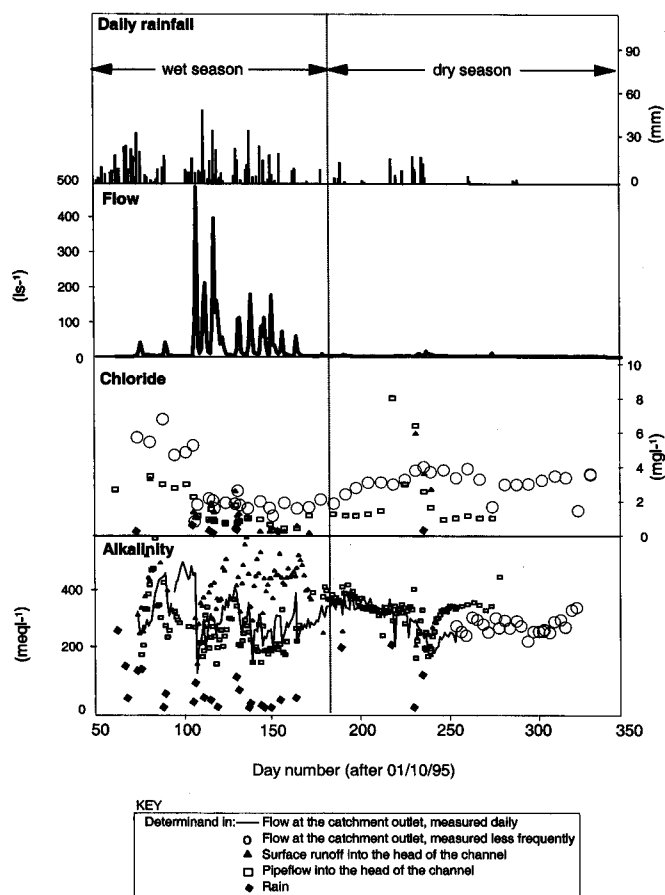 Daily rainfall
wet season
dry season
90
60
30
0
(mm)
500
Flow
400
300
200
100
0
(ls-1)
Chloride
10
8
6
4
2
0
(mgl-1)
Alkalinity
400
200
0
(meql-1)
50 100 150 200 250 300 350
Day number (after 01/10/95)
KEY
Determinand in: Flow at the catchment outlet, measured daily
Flow at the catchment outlet, measured less frequently
Surface runoff into the head of the channel
Pipeflow into the head of the channel
Rain